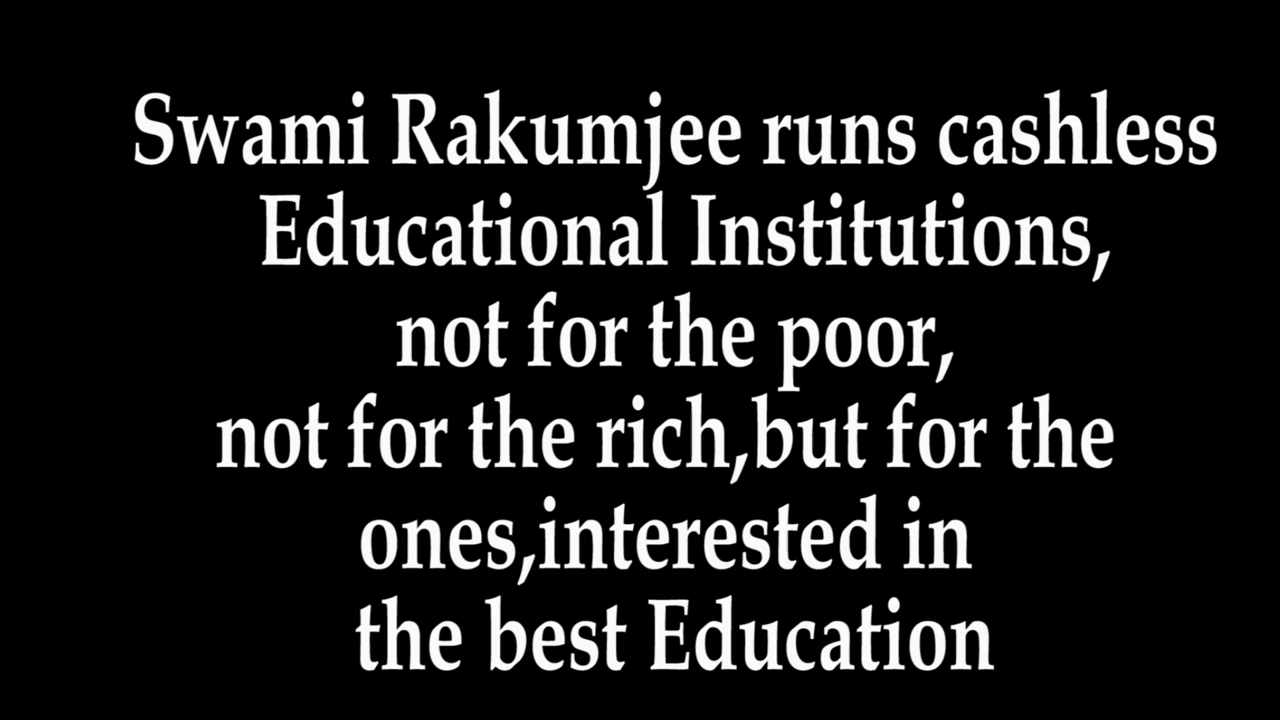 Swami Rakumjee runs cashless
Educational Institutions,
not for the poor,
not for the rich,but for the
ones,interested in
the best Education